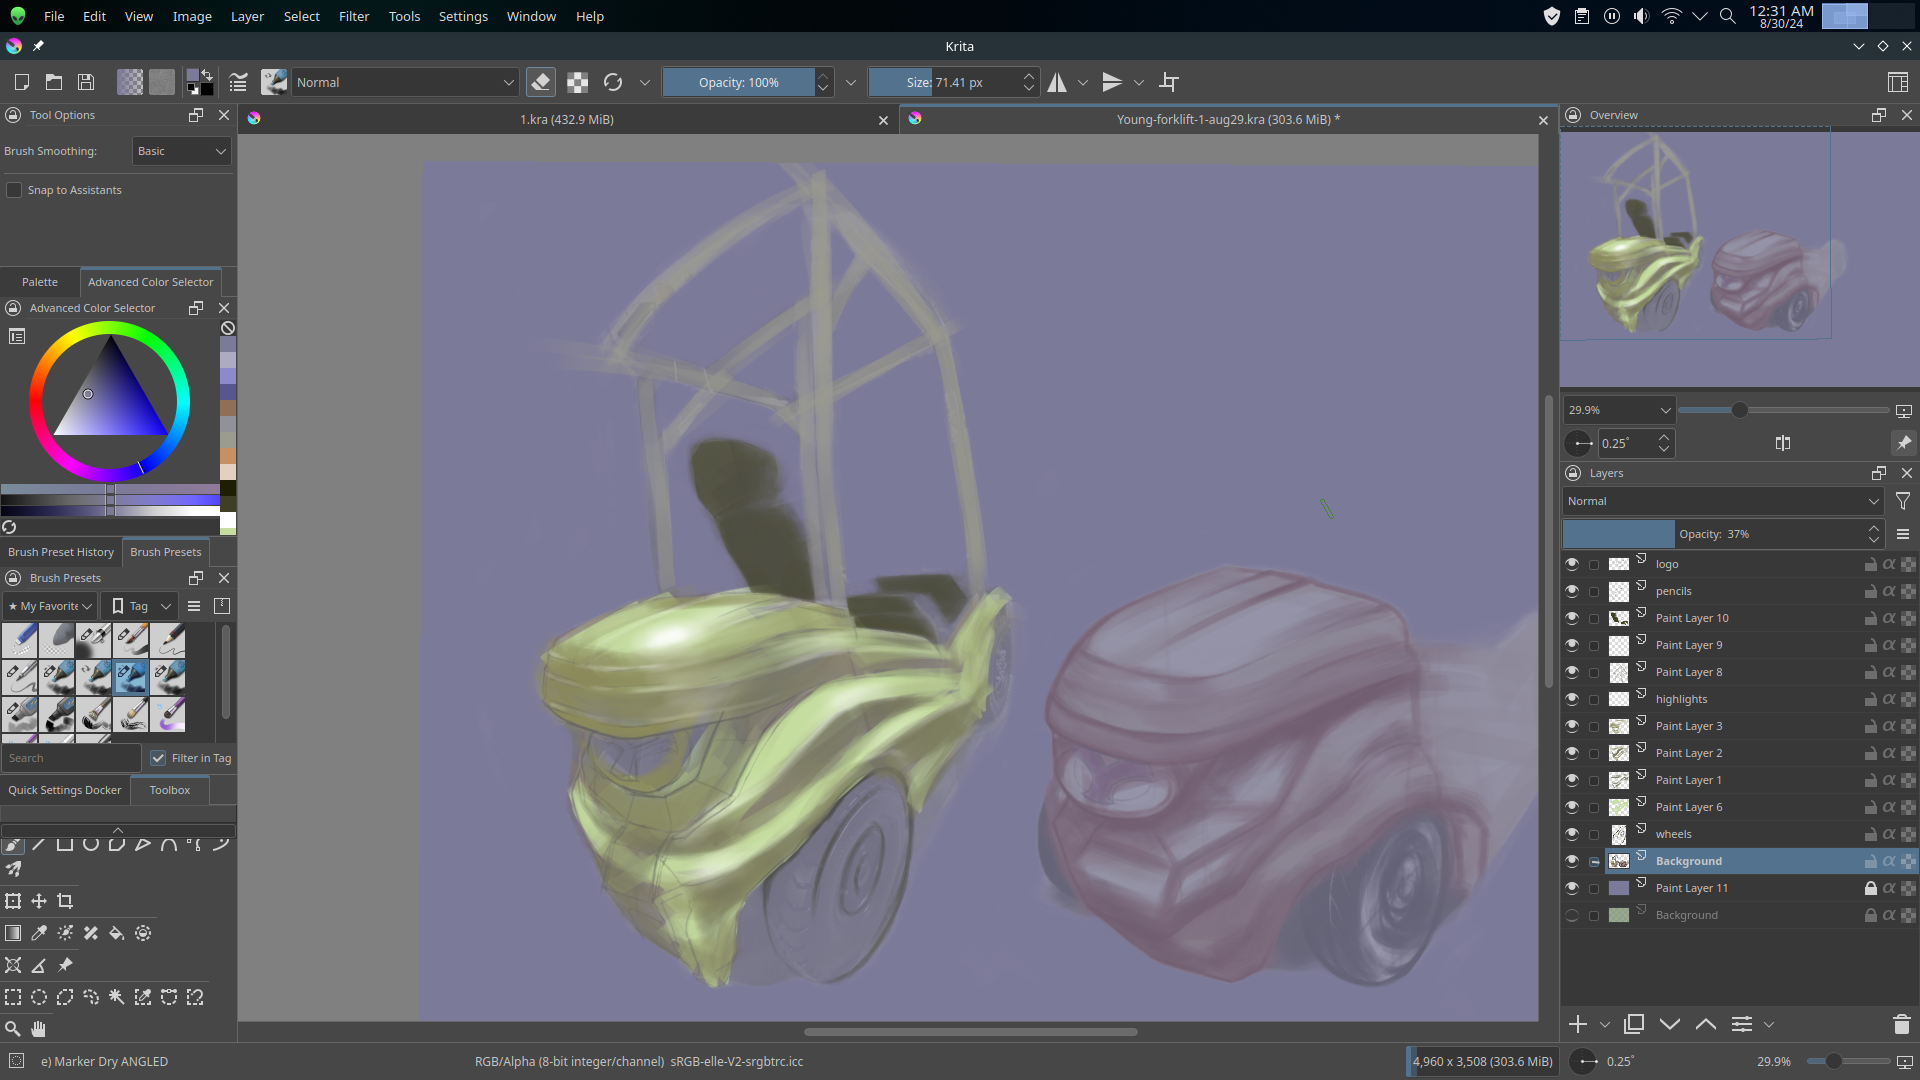 File Edit View Image Layer Select Filter Tools Settings Window Help
12:31 AM
8/30/24
Krita
Normal
Opacity: 100%
Size: 71.41 px
Tool Options
1.kra (432.9 MiB)
Young-forklift-1-aug29.kra (303.6 MiB) *
Overview
Brush Smoothing:
Basic
Snap to Assistants
Palette
Advanced Color Selector
Advanced Color Selector
29.9%
0.25°
Layers
Normal
Opacity: 37%
Brush Preset History
Brush Presets
Brush Presets
★ My Favorite
Tag
Search
Filter in Tag
Quick Settings Docker
Toolbox
logo
pencils
Paint Layer 10
Paint Layer 9
Paint Layer 8
highlights
Paint Layer 3
Paint Layer 2
Paint Layer 1
Paint Layer 6
wheels
Background
Paint Layer 11
Background
e) Marker Dry ANGLED
RGB/Alpha (8-bit integer/channel) sRGB-elle-V2-srgbtrc.icc
4,960 x 3,508 (303.6 MiB)
0.25°
29.9%